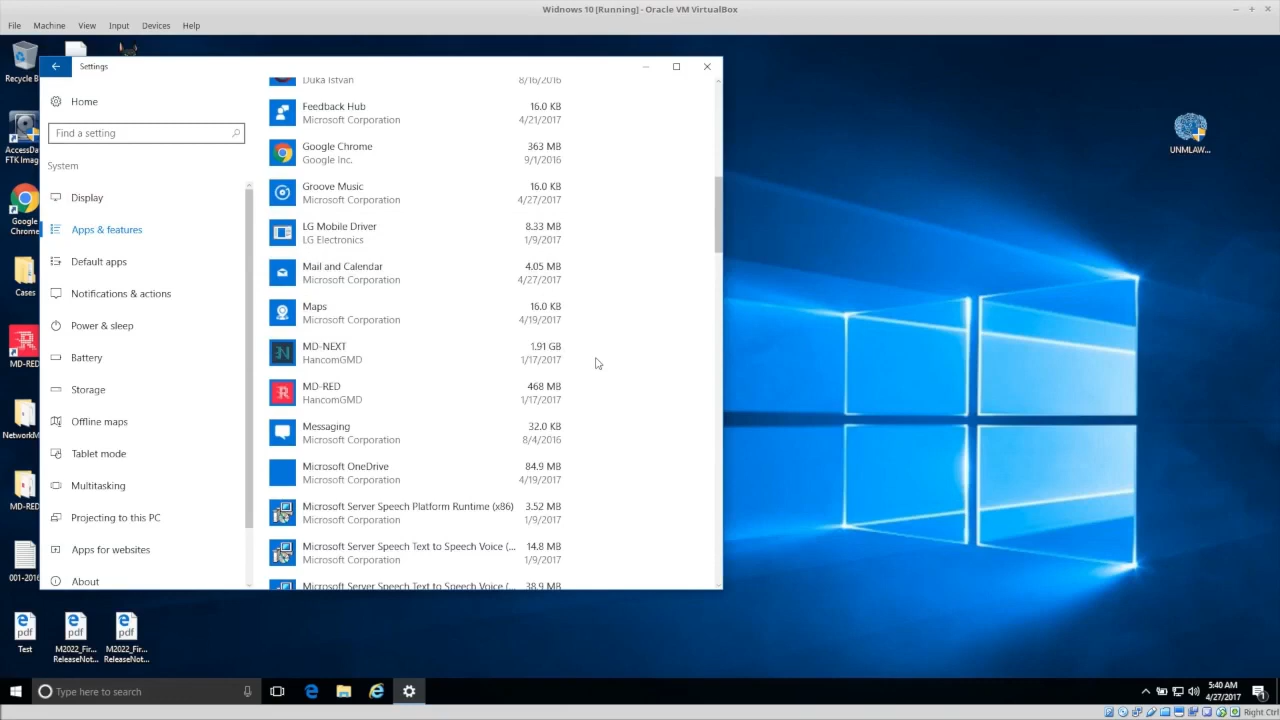 Widnows 10 [Running] - Oracle VM VirtualBox
File Machine View Input Devices Help
Recycle B
Settings
Home
Find a setting
System
Display
Apps & features
Default apps
Notifications & actions
Power & sleep
Battery
Storage
Offline maps
Tablet mode
Multitasking
Projecting to this PC
Apps for websites
About
Duka Istvan 8/16/2016
Feedback Hub 16.0 KB
Microsoft Corporation 4/21/2017
Google Chrome 363 MB
Google Inc. 9/1/2016
Groove Music 16.0 KB
Microsoft Corporation 4/27/2017
LG Mobile Driver 8.33 MB
LG Electronics 1/9/2017
Mail and Calendar 4.05 MB
Microsoft Corporation 4/27/2017
Maps 16.0 KB
Microsoft Corporation 4/19/2017
MD-NEXT 1.91 GB
HancomGMD 1/17/2017
MD-RED 468 MB
HancomGMD 1/17/2017
Messaging 32.0 KB
Microsoft Corporation 8/4/2016
Microsoft OneDrive 84.9 MB
Microsoft Corporation 4/19/2017
Microsoft Server Speech Platform Runtime (x86) 3.52 MB
Microsoft Corporation 1/9/2017
Microsoft Server Speech Text to Speech Voice (... 14.8 MB
Microsoft Corporation 1/9/2017
Microsoft Server Speech Text to Speech Voice (... 38.9 MB
AccessDa
FTK Imag
Google
Chrome
Cases
MD-RED
NetworkM
MD-RED
001-2016
Test
M2022_Fir...
ReleaseNot...
M2022_Fir...
ReleaseNot...
UNMLAW...
Type here to search
5:40 AM
4/27/2017
1
Right Ctrl